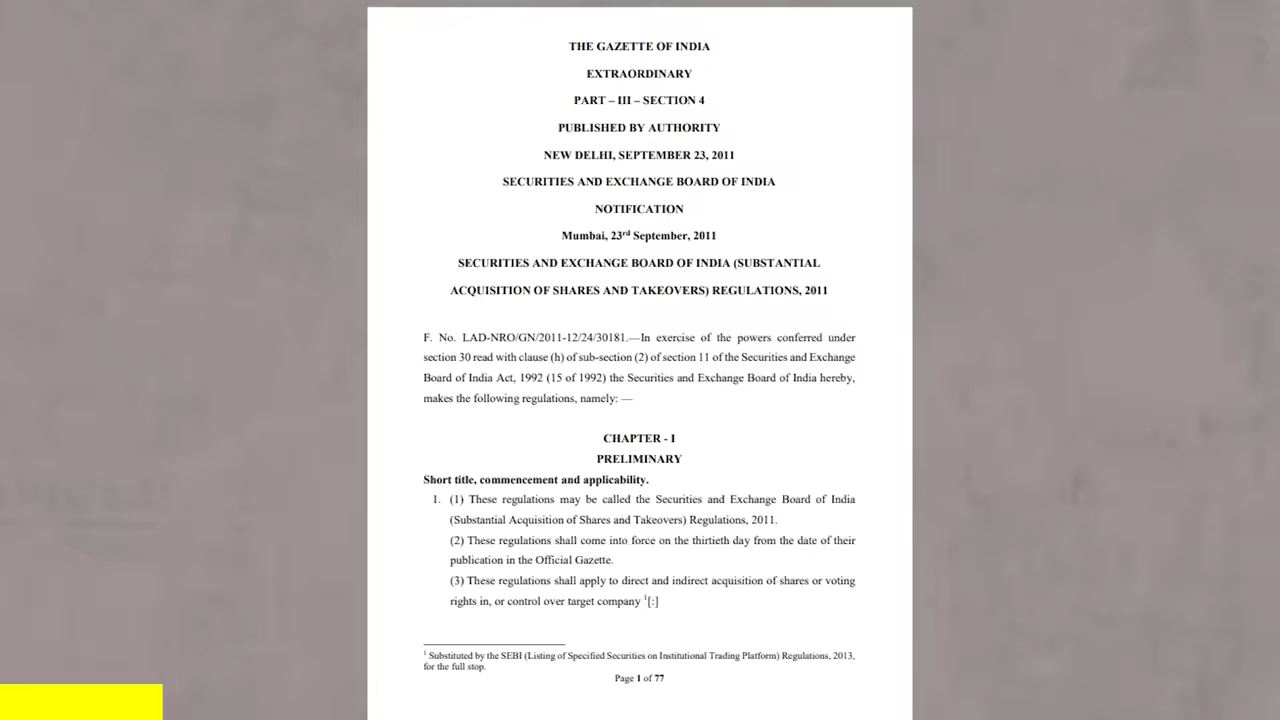 THE GAZETTE OF INDIA
EXTRAORDINARY
PART – III – SECTION 4
PUBLISHED BY AUTHORITY
NEW DELHI, SEPTEMBER 23, 2011
SECURITIES AND EXCHANGE BOARD OF INDIA
NOTIFICATION
Mumbai, 23rd September, 2011
SECURITIES AND EXCHANGE BOARD OF INDIA (SUBSTANTIAL
ACQUISITION OF SHARES AND TAKEOVERS) REGULATIONS, 2011
F. No. LAD-NRO/GN/2011-12/24/30181.—In exercise of the powers conferred under
section 30 read with clause (h) of sub-section (2) of section 11 of the Securities and Exchange
Board of India Act, 1992 (15 of 1992) the Securities and Exchange Board of India hereby,
makes the following regulations, namely: —
CHAPTER - I
PRELIMINARY
Short title, commencement and applicability.
1. (1) These regulations may be called the Securities and Exchange Board of India
(Substantial Acquisition of Shares and Takeovers) Regulations, 2011.
(2) These regulations shall come into force on the thirtieth day from the date of their
publication in the Official Gazette.
(3) These regulations shall apply to direct and indirect acquisition of shares or voting
rights in, or control over target company 1[:]
1 Substituted by the SEBI (Listing of Specified Securities on Institutional Trading Platform) Regulations, 2013,
for the full stop.
Page 1 of 77